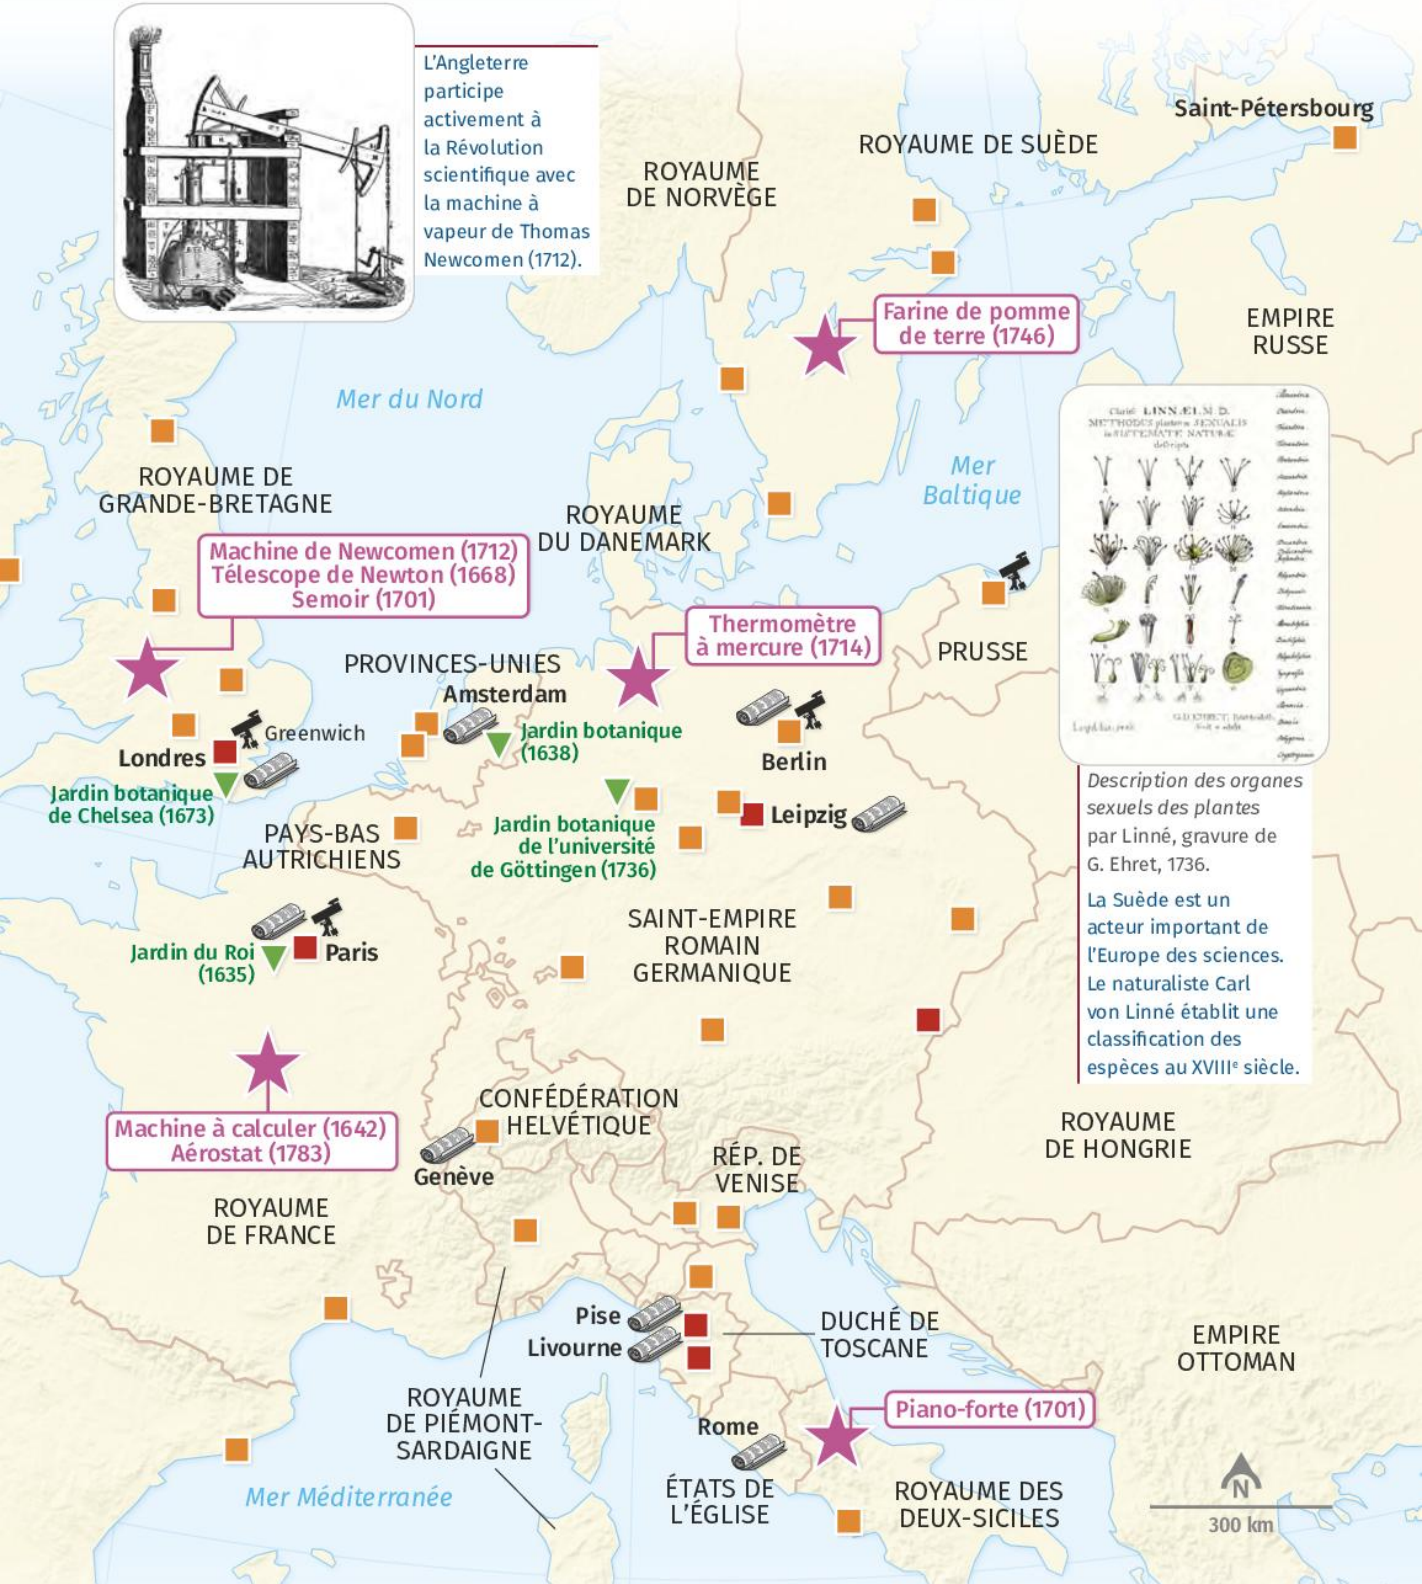 L'Angleterre
participe
activement à
la Révolution
scientifique avec
la machine à
vapeur de Thomas
Newcomen (1712).
Saint-Pétersbourg
ROYAUME DE SUÈDE
ROYAUME
DE NORVÈGE
Farine de pomme
de terre (1746)
EMPIRE
RUSSE
Mer du Nord
Mer
Baltique
ROYAUME DE
GRANDE-BRETAGNE
ROYAUME
DU DANEMARK
Machine de Newcomen (1712)
Télescope de Newton (1668)
Semoir (1701)
Thermomètre
à mercure (1714)
PRUSSE
PROVINCES-UNIES
Amsterdam
Jardin botanique
(1638)
Greenwich
Londres
Jardin botanique
de Chelsea (1673)
Berlin
Leipzig
Jardin botanique
de l'université
de Göttingen (1736)
PAYS-BAS
AUTRICHIENS
LINNÆI. M. D.
METHODUS plantarum SEXUALIS
in SISTEMATE NATURÆ
descripta
Description des organes
sexuels des plantes
par Linné, gravure de
G. Ehret, 1736.
La Suède est un
acteur important de
l'Europe des sciences.
Le naturaliste Carl
von Linné établit une
classification des
espèces au XVIIIe siècle.
SAINT-EMPIRE
ROMAIN
GERMANIQUE
Jardin du Roi
(1635)
Paris
Machine à calculer (1642)
Aérostat (1783)
CONFÉDÉRATION
HELVÉTIQUE
Genève
ROYAUME
DE HONGRIE
RÉP. DE
VENISE
ROYAUME
DE FRANCE
Pise
Livourne
DUCHÉ DE
TOSCANE
EMPIRE
OTTOMAN
ROYAUME
DE PIÉMONT-
SARDAIGNE
Piano-forte (1701)
Rome
ÉTATS DE
L'ÉGLISE
ROYAUME DES
DEUX-SICILES
Mer Méditerranée
N
300 km